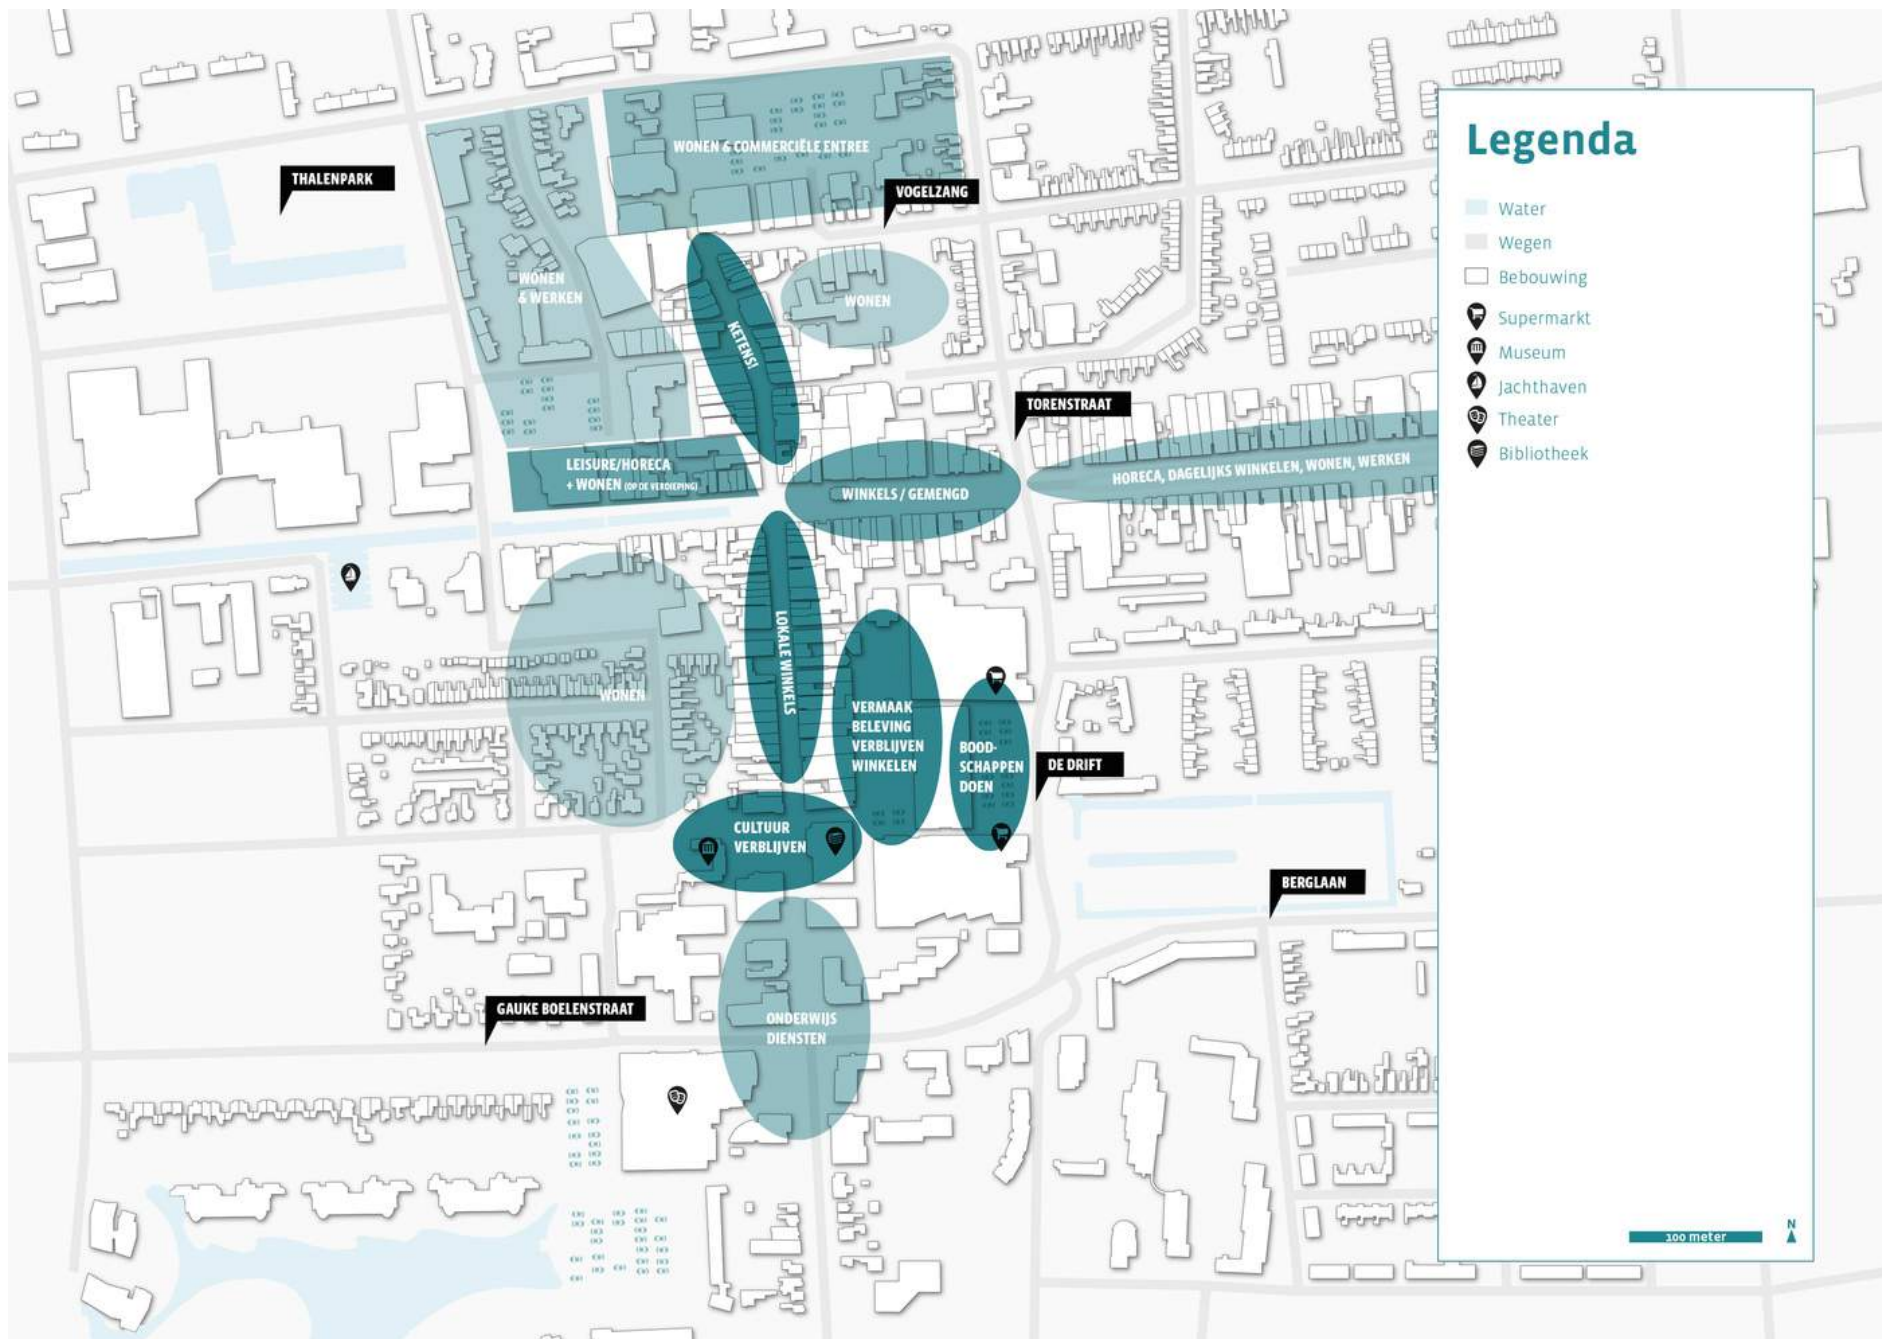 WONEN & COMMERCIËLE ENTREE
THALENPARK
VOGELZANG
WONEN
& WERKEN
WONEN
KETENS!
TORENSTRAAT
LEISURE/HORECA
+ WONEN (OP DE VERDIEPING)
WINKELS / GEMENGD
HORECA, DAGELIJKS WINKELEN, WONEN, WERKEN
LOKALE WINKELS
WONEN
VERMAAK
BELEVING
VERBLIJVEN
WINKELEN
BOOD-
SCHAPPEN
DOEN
DE DRIFT
CULTUUR
VERBLIJVEN
BERGLAAN
GAUKE BOELENSTRAAT
ONDERWIJS
DIENSTEN
Legenda
Water
Wegen
Bebouwing
Supermarkt
Museum
Jachthaven
Theater
Bibliotheek
100 meter
N